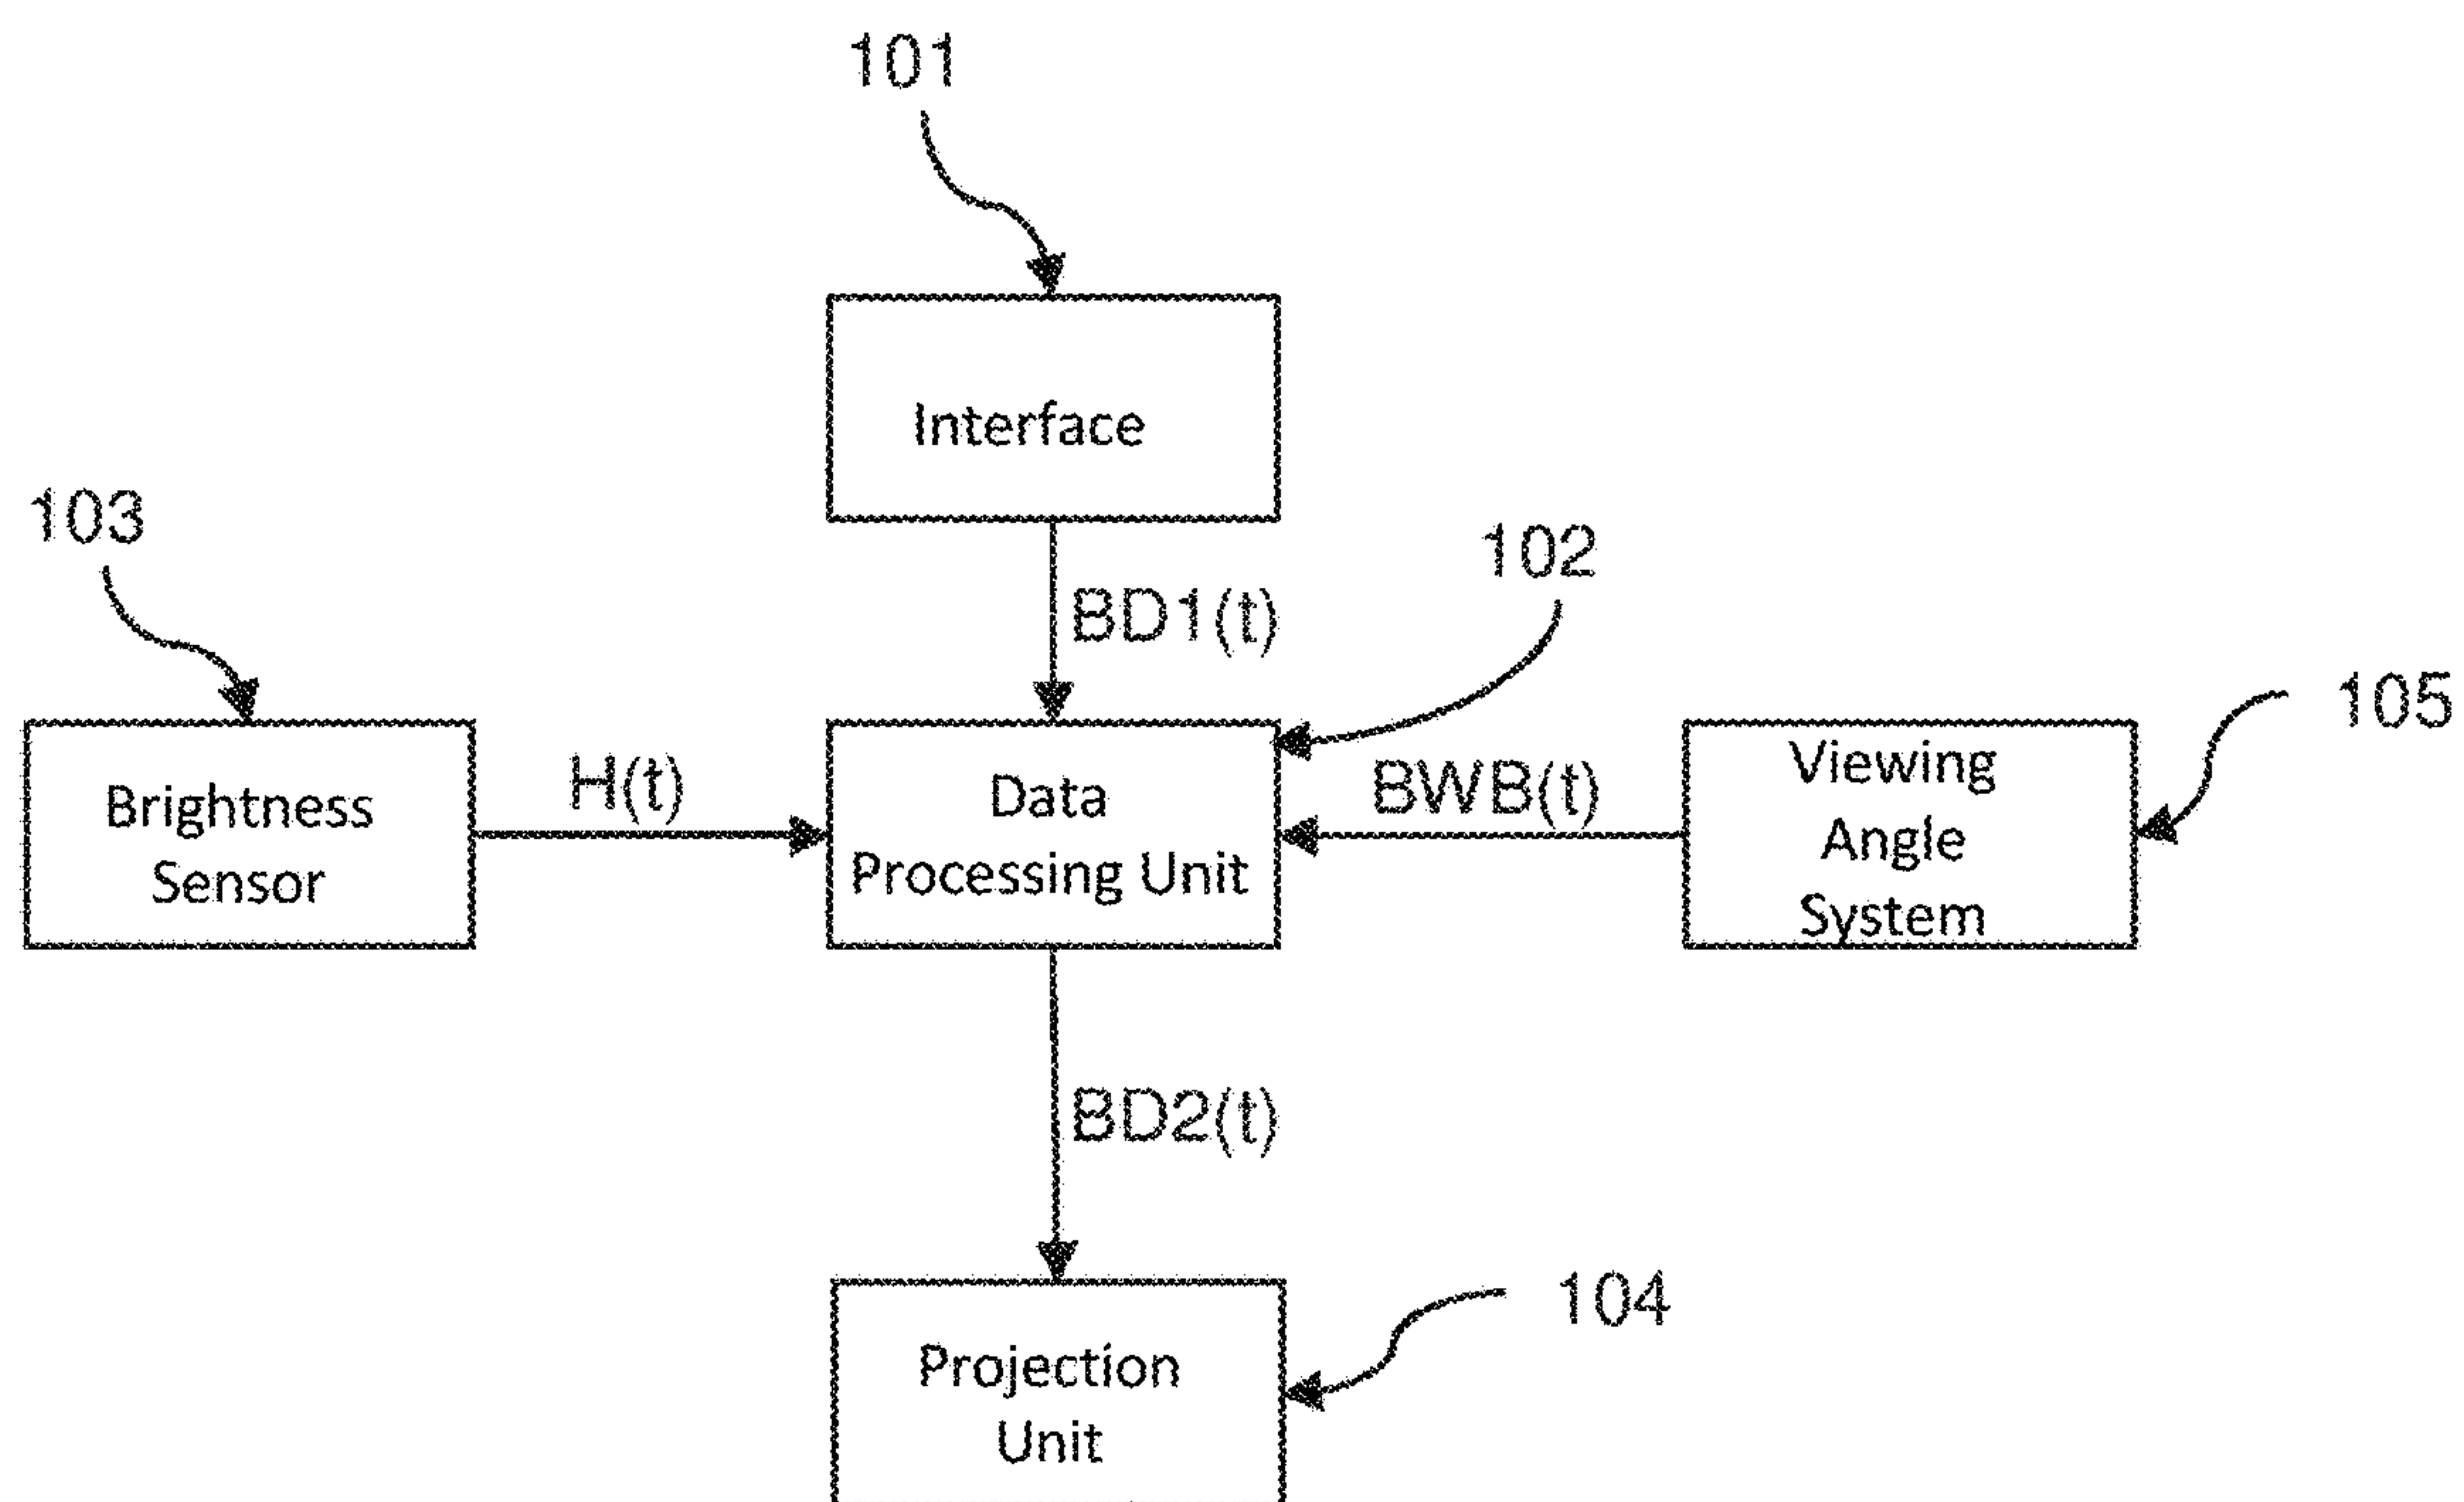 101
Interface
103
BD1(t)
102
105
Brightness
Sensor
H(t)
Data
Processing Unit
BWB(t)
Viewing
Angle
System
BD2(t)
104
Projection
Unit